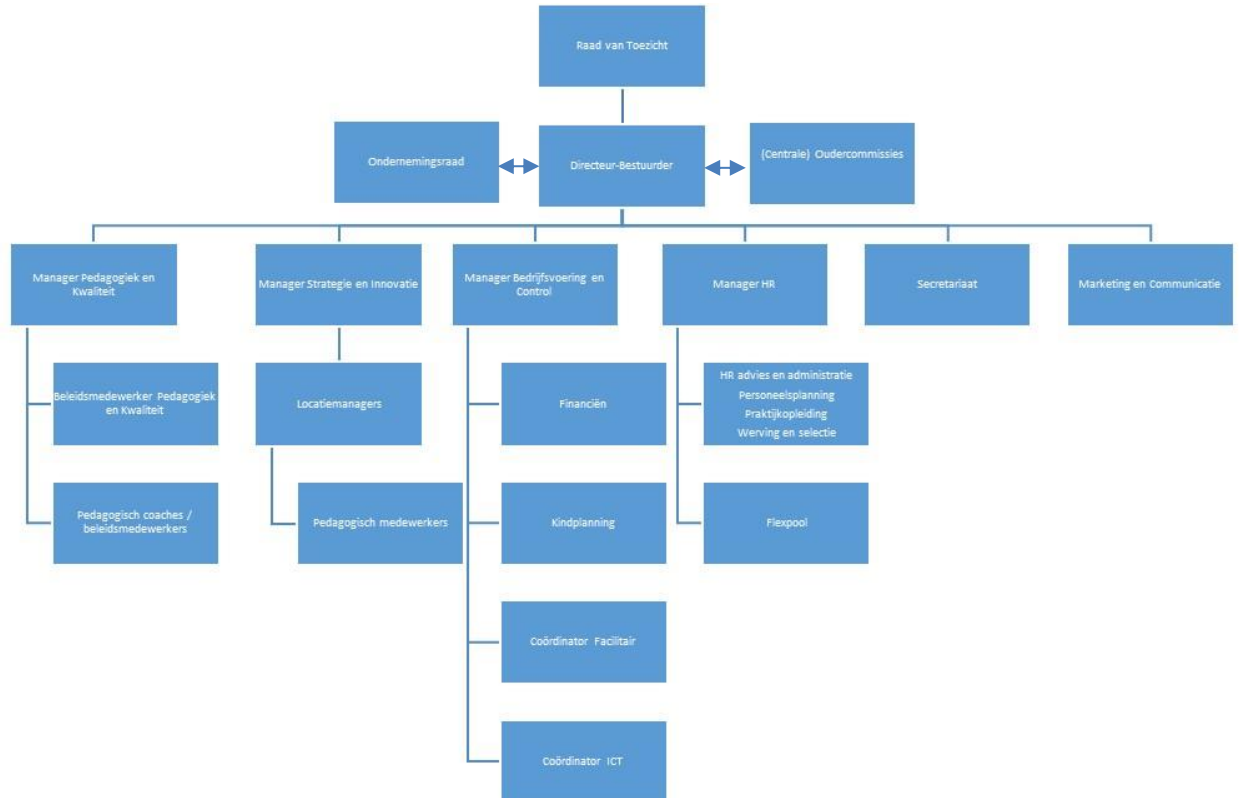 Raad van Toezicht
Ondernemingsraad
Directeur-Bestuurder
(Centrale) Oudercommissies
Manager Pedagogiek en
Kwaliteit
Manager Strategie en Innovatie
Manager Bedrijfsvoering en
Control
Manager HR
Secretariaat
Marketing en Communicatie
Beleidsmedewerker Pedagogiek
en Kwaliteit
Locatiemanagers
Financiën
HR advies en administratie
Personeelsplanning
Praktijkopleiding
Werving en selectie
Pedagogisch coaches /
beleidsmedewerkers
Pedagogisch medewerkers
Kindplanning
Flexpool
Coördinator Facilitair
Coördinator ICT